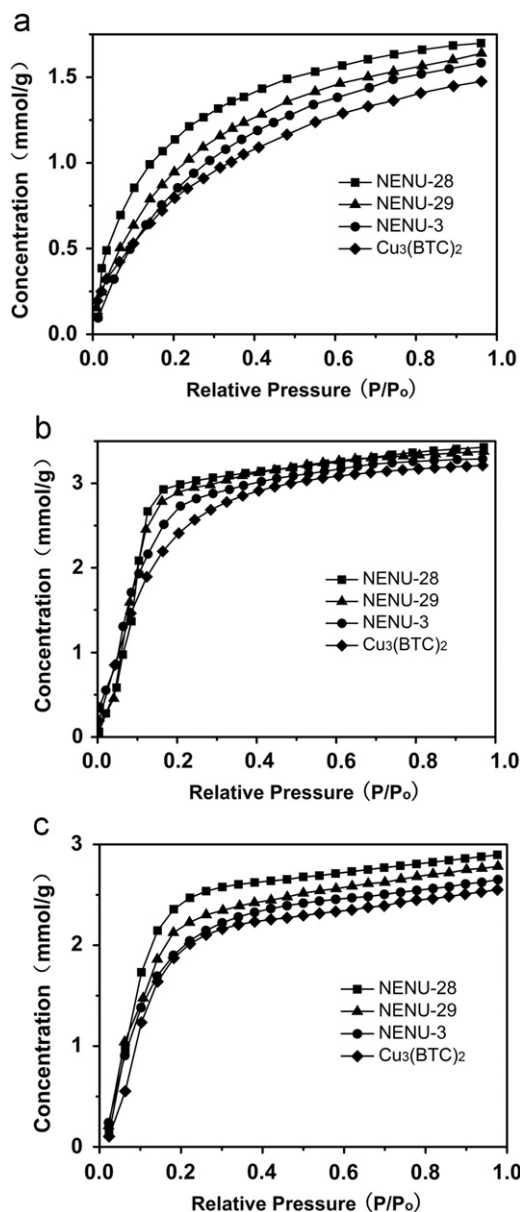 a
Concentration（mmol/g）
1.5
1.0
0.5
0.0
NENU-28
NENU-29
NENU-3
Cu₃(BTC)₂
0.0 0.2 0.4 0.6 0.8 1.0
Relative Pressure（P/Po）
b
Concentration（mmol/g）
3
2
1
0
NENU-28
NENU-29
NENU-3
Cu₃(BTC)₂
0.0 0.2 0.4 0.6 0.8 1.0
Relative Pressure（P/Po）
c
Concentration（mmol/g）
3
2
1
0
NENU-28
NENU-29
NENU-3
Cu₃(BTC)₂
0.0 0.2 0.4 0.6 0.8 1.0
Relative Pressure（P/Po）